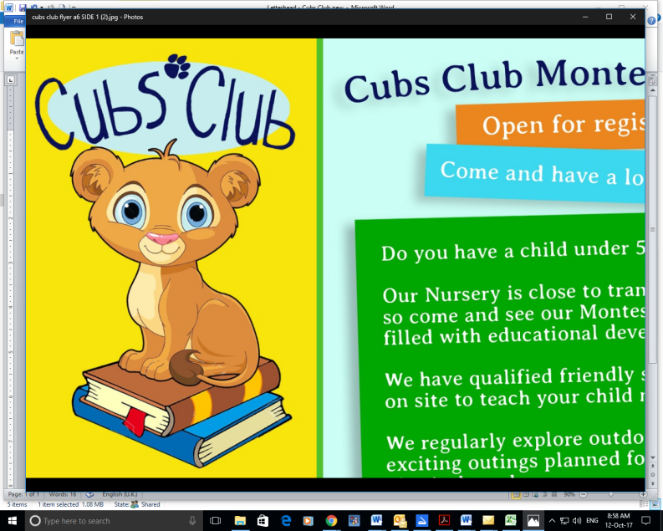 Letterhead - Cubs Club new - Microsoft Word
cubs club flyer a6 SIDE 1 (2).jpg - Photos
File
Paste
Cubs Club
Cubs Club Monte
Open for regis
Come and have a lo
Do you have a child under 5
Our Nursery is close to tran
so come and see our Montes
filled with educational deve
We have qualified friendly s
on site to teach your child
We regularly explore outdo
exciting outings planned fo
Page: 1 of 1 Words: 16 English (U.K.) 90%
5 items 1 item selected 1.08 MB State: Shared
Type here to search
ENG
8:58 AM
12-Oct-17